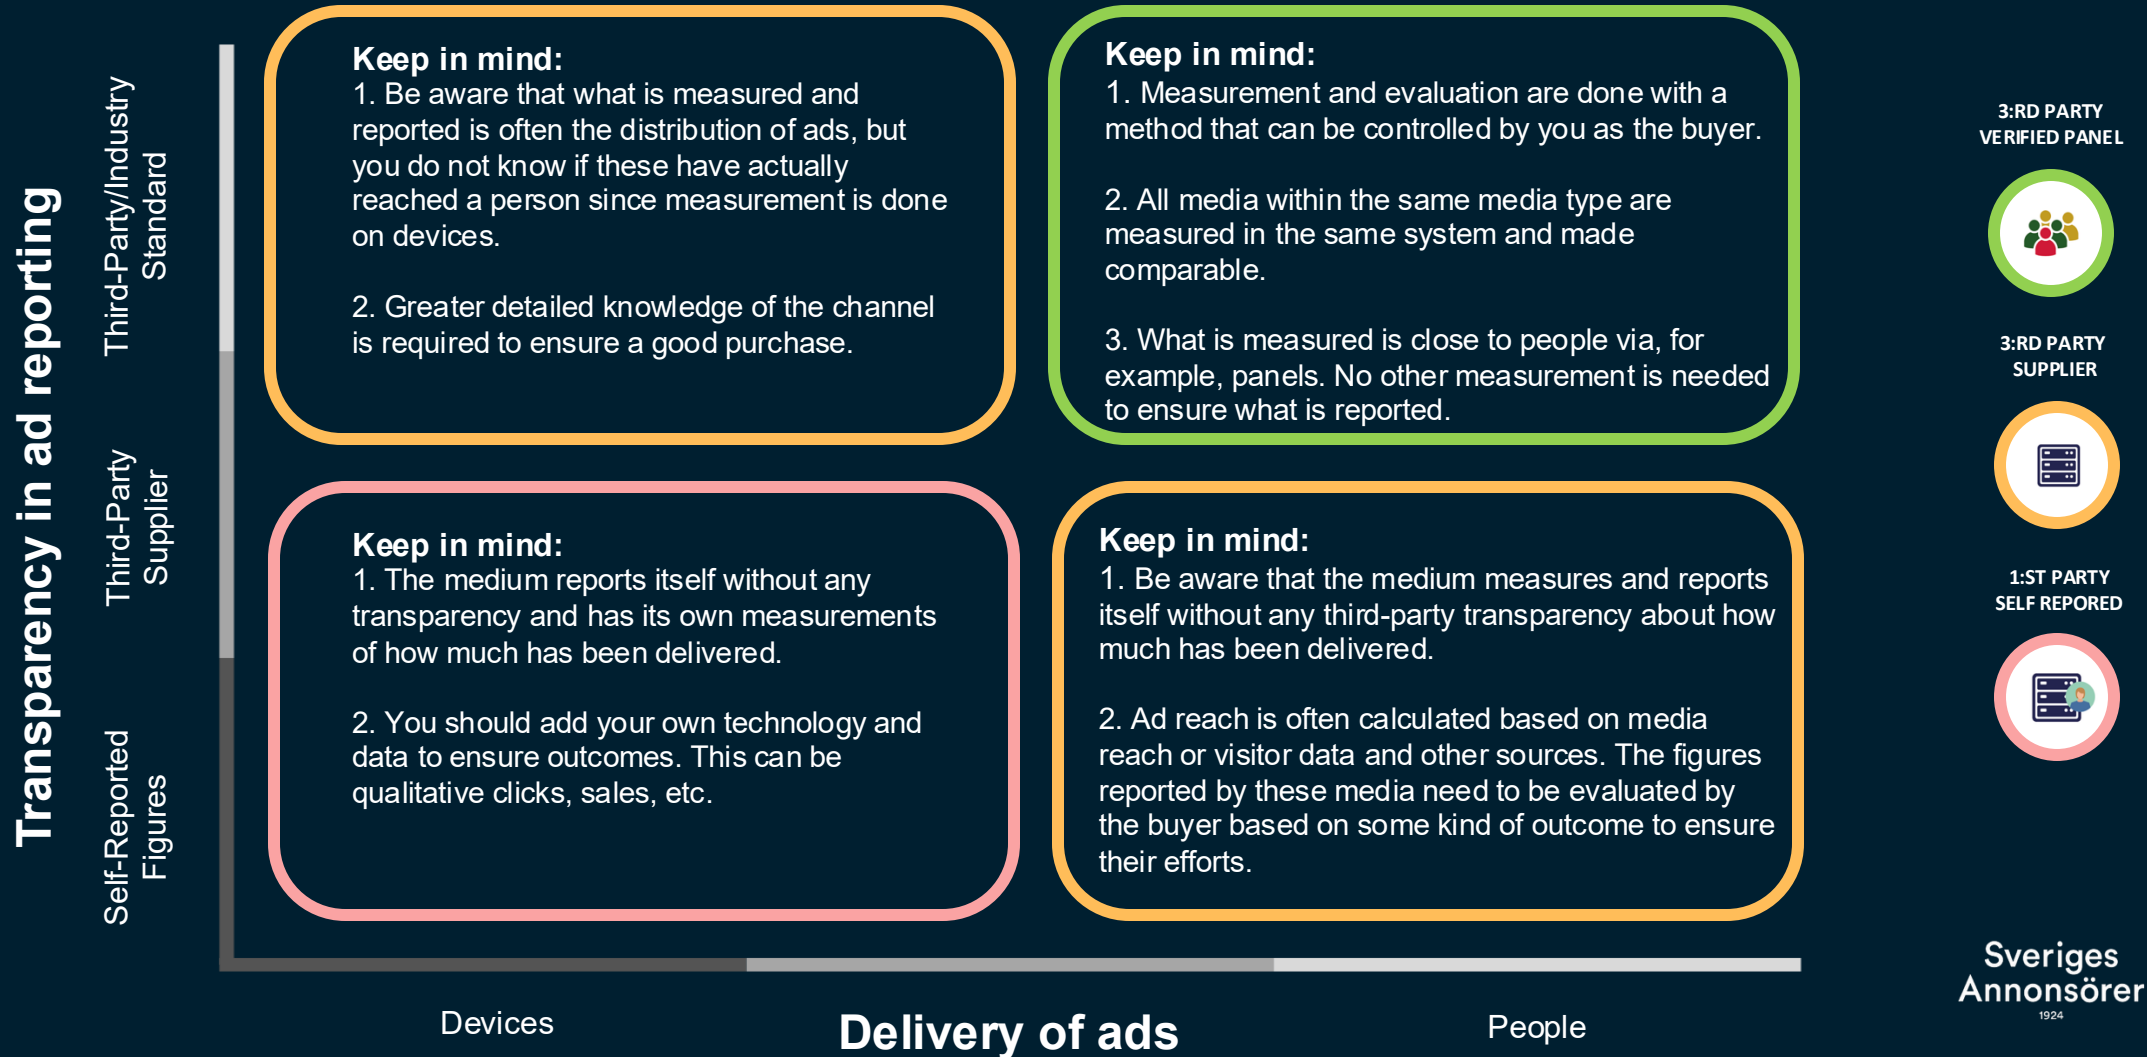 Transparency in ad reporting
Third-Party/Industry
Standard
Third-Party
Supplier
Self-Reported
Figures
Keep in mind:
1. Be aware that what is measured and
reported is often the distribution of ads, but
you do not know if these have actually
reached a person since measurement is done
on devices.
2. Greater detailed knowledge of the channel
is required to ensure a good purchase.
Keep in mind:
1. Measurement and evaluation are done with a
method that can be controlled by you as the buyer.
2. All media within the same media type are
measured in the same system and made
comparable.
3. What is measured is close to people via, for
example, panels. No other measurement is needed
to ensure what is reported.
Keep in mind:
1. The medium reports itself without any
transparency and has its own measurements
of how much has been delivered.
2. You should add your own technology and
data to ensure outcomes. This can be
qualitative clicks, sales, etc.
Keep in mind:
1. Be aware that the medium measures and reports
itself without any third-party transparency about how
much has been delivered.
2. Ad reach is often calculated based on media
reach or visitor data and other sources. The figures
reported by these media need to be evaluated by
the buyer based on some kind of outcome to ensure
their efforts.
Devices
Delivery of ads
People
3:RD PARTY
VERIFIED PANEL
3:RD PARTY
SUPPLIER
1:ST PARTY
SELF REPORED
Sveriges
Annonsörer
1924